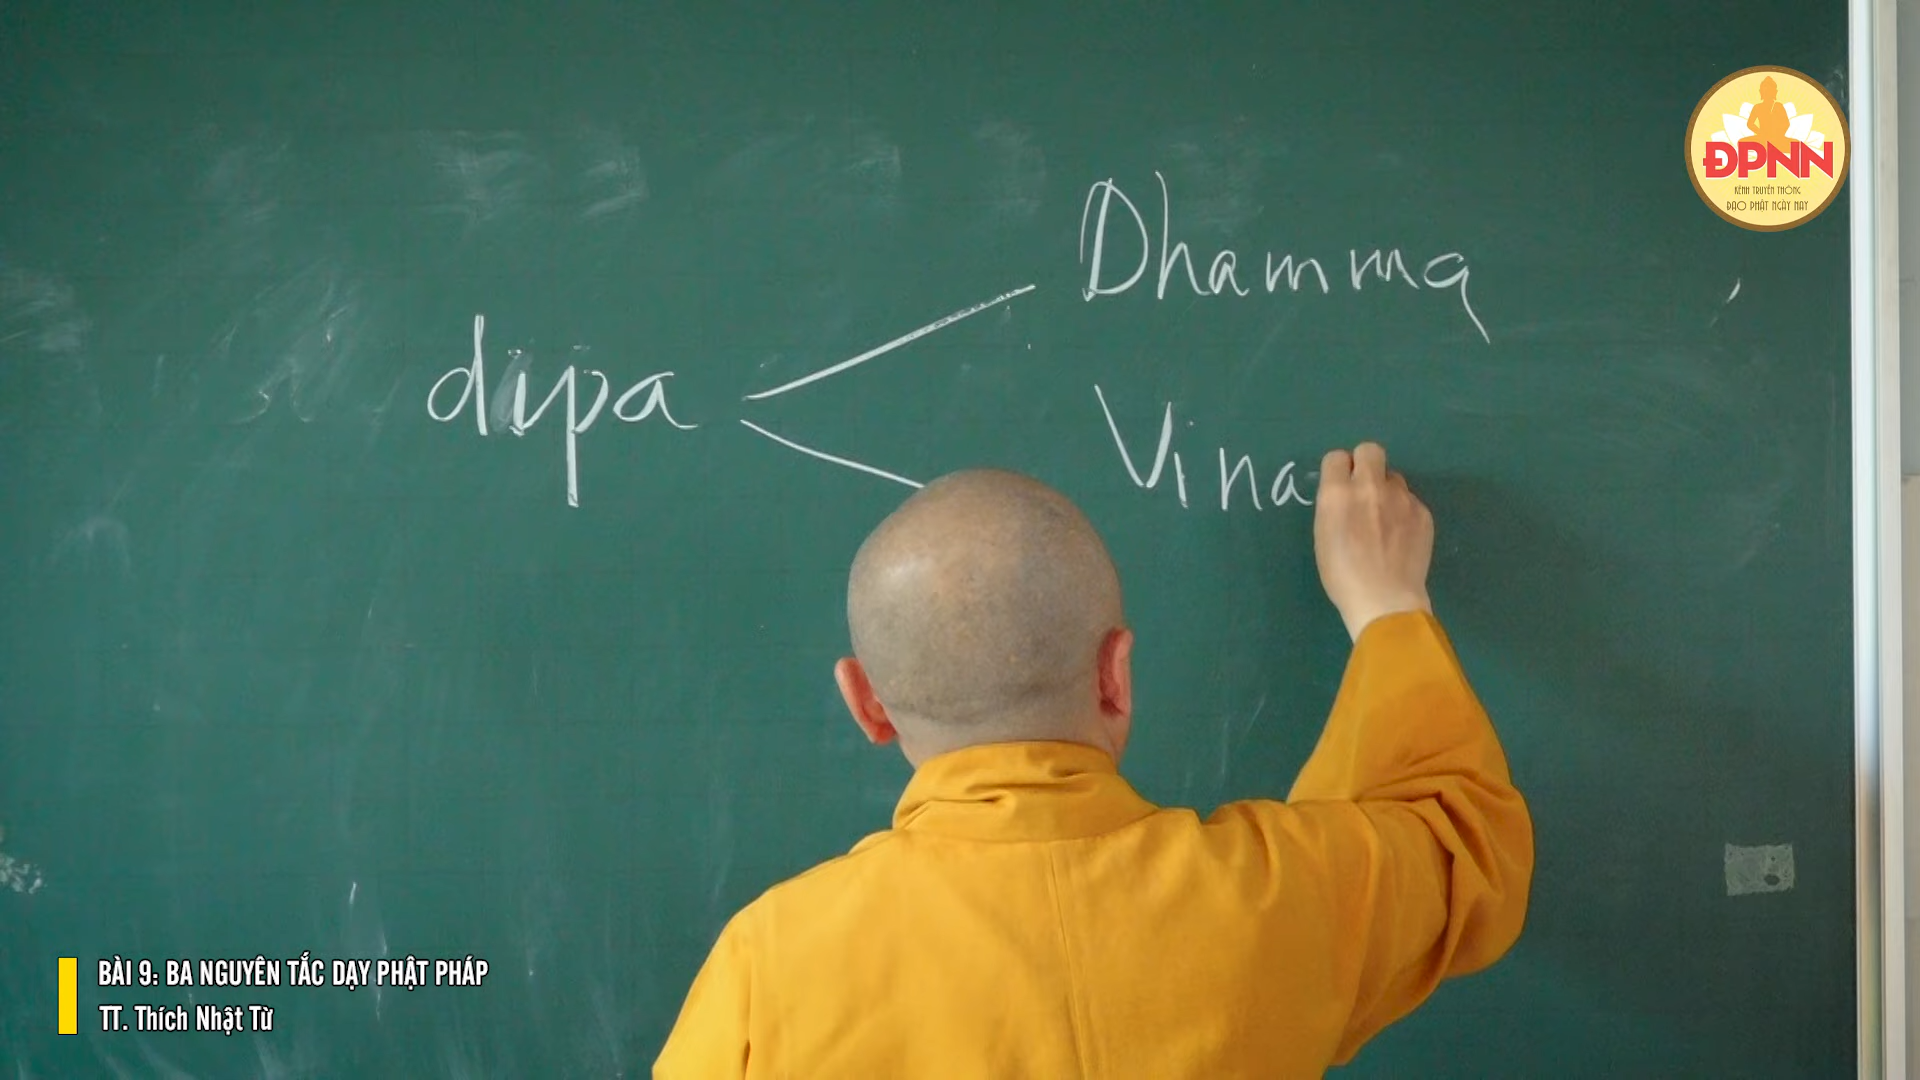 ĐPNN
KÊNH TRUYỀN THÔNG
ĐẠO PHẬT NGÀY NAY
Dhamma
dipa
Vina
BÀI 9: BA NGUYÊN TẮC DẠY PHẬT PHÁP
TT. Thích Nhật Từ